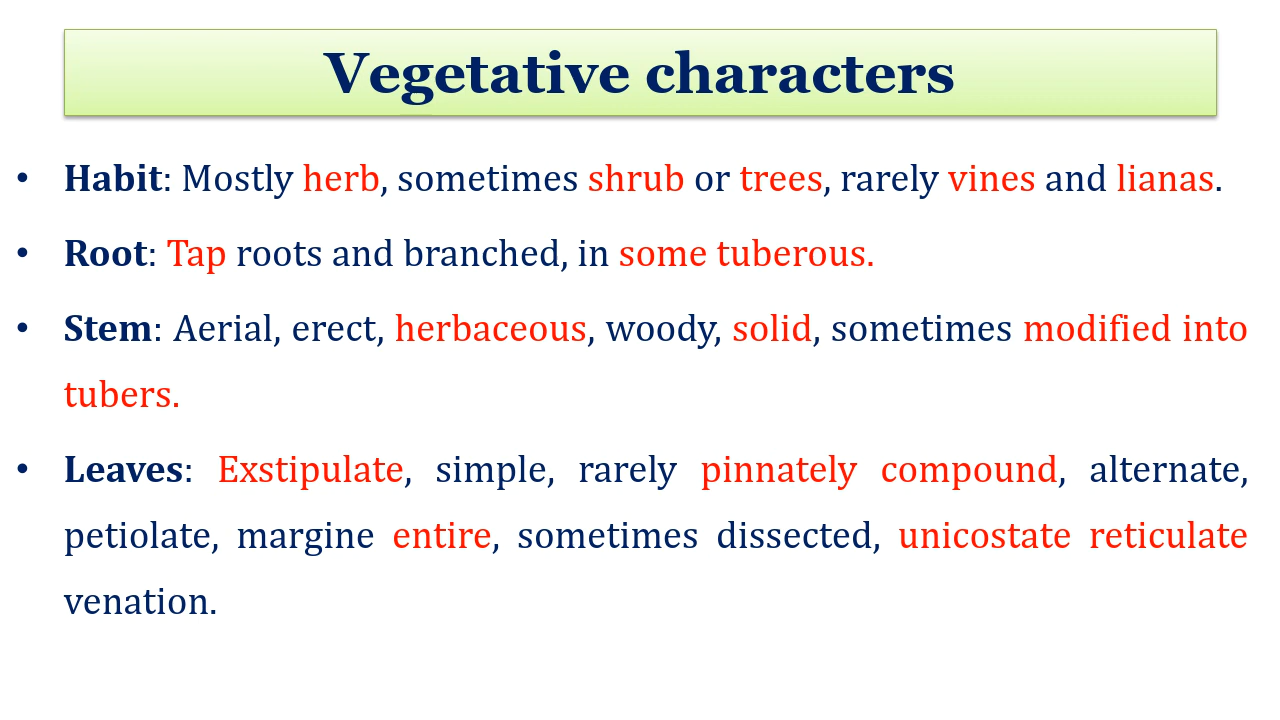 Vegetative characters
• Habit: Mostly herb, sometimes shrub or trees, rarely vines and lianas.
• Root: Tap roots and branched, in some tuberous.
• Stem: Aerial, erect, herbaceous, woody, solid, sometimes modified into
tubers.
• Leaves: Exstipulate, simple, rarely pinnately compound, alternate,
petiolate, margine entire, sometimes dissected, unicostate reticulate
venation.